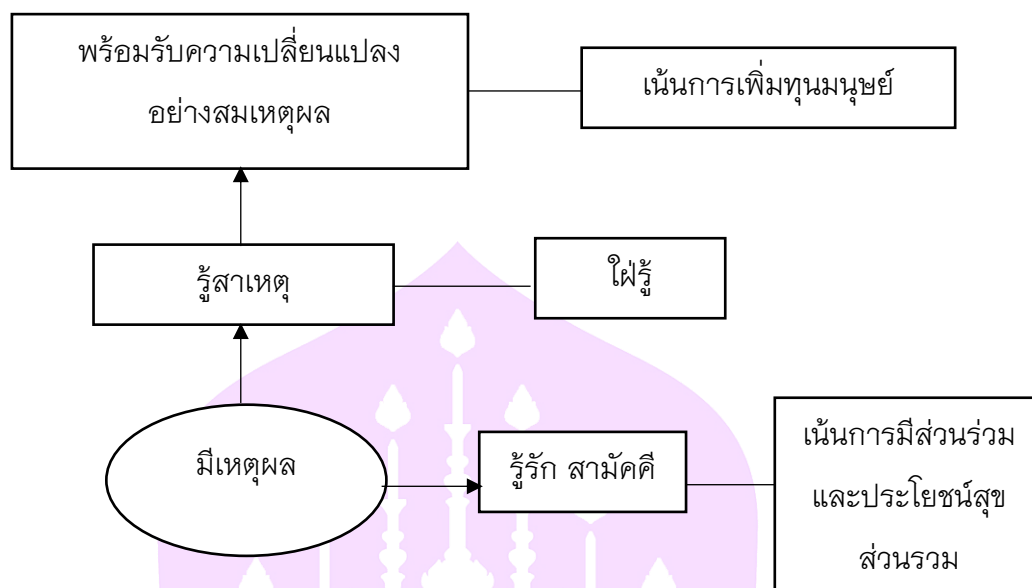 พร้อมรับความเปลี่ยนแปลง
อย่างสมเหตุผล
เน้นการเพิ่มทุนมนุษย์
รู้สาเหตุ
ใฝ่รู้
มีเหตุผล
รู้รัก สามัคคี
เน้นการมีส่วนร่วม
และประโยชน์สุข
ส่วนรวม